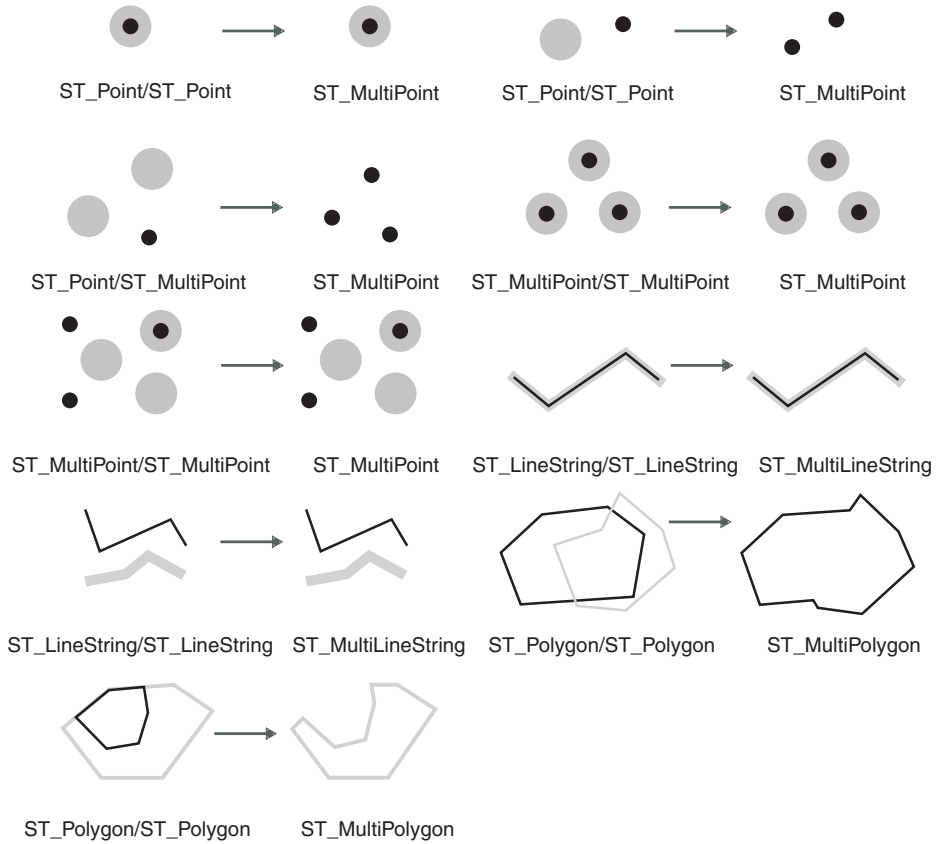 ST_Point/ST_Point
ST_MultiPoint
ST_Point/ST_Point
ST_MultiPoint
ST_Point/ST_MultiPoint
ST_MultiPoint
ST_MultiPoint/ST_MultiPoint
ST_MultiPoint
ST_MultiPoint/ST_MultiPoint
ST_MultiPoint
ST_LineString/ST_LineString
ST_MultiLineString
ST_LineString/ST_LineString
ST_MultiLineString
ST_Polygon/ST_Polygon
ST_MultiPolygon
ST_Polygon/ST_Polygon
ST_MultiPolygon